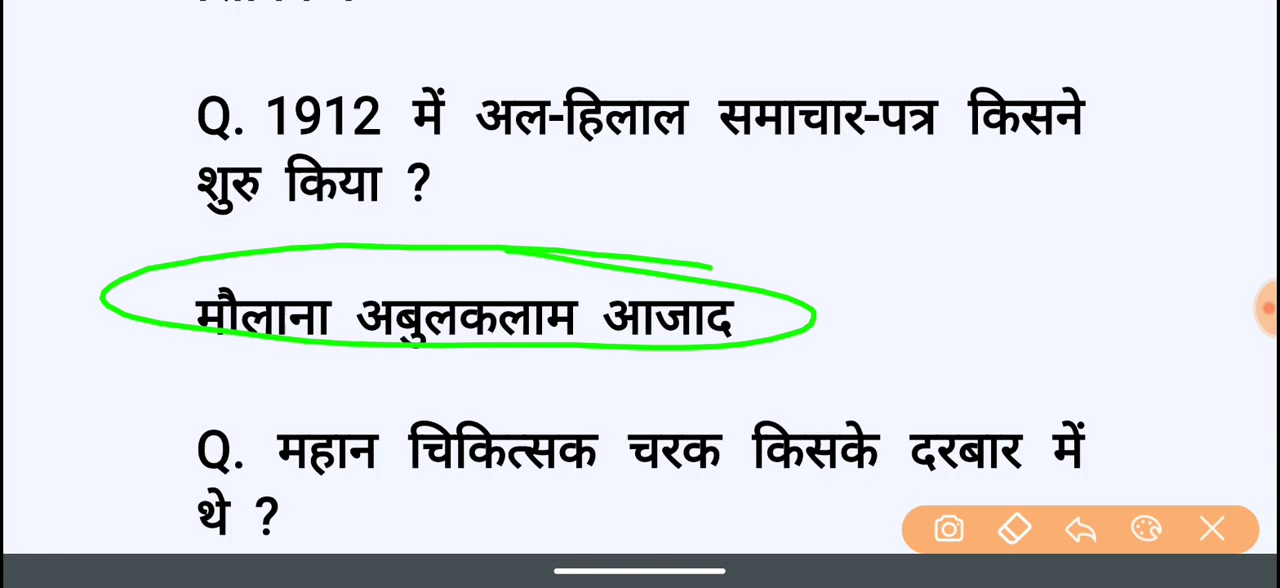 Q. 1912 में अल-हिलाल समाचार-पत्र किसने
शुरु किया ?
मौलाना अबुलकलाम आजाद
Q. महान चिकित्सक चरक किसके दरबार में
थे ?